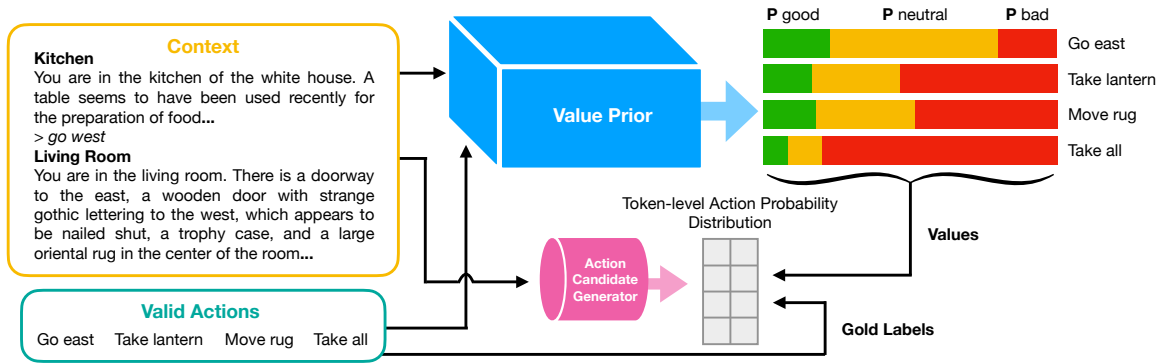 Context
Kitchen
You are in the kitchen of the white house. A
table seems to have been used recently for
the preparation of food...
> go west
Living Room
You are in the living room. There is a doorway
to the east, a wooden door with strange
gothic lettering to the west, which appears to
be nailed shut, a trophy case, and a large
oriental rug in the center of the room...
Valid Actions
Go east Take lantern Move rug Take all
Value Prior
P good P neutral P bad
Go east
Take lantern
Move rug
Take all
Token-level Action Probability
Distribution
Action
Candidate
Generator
Values
Gold Labels